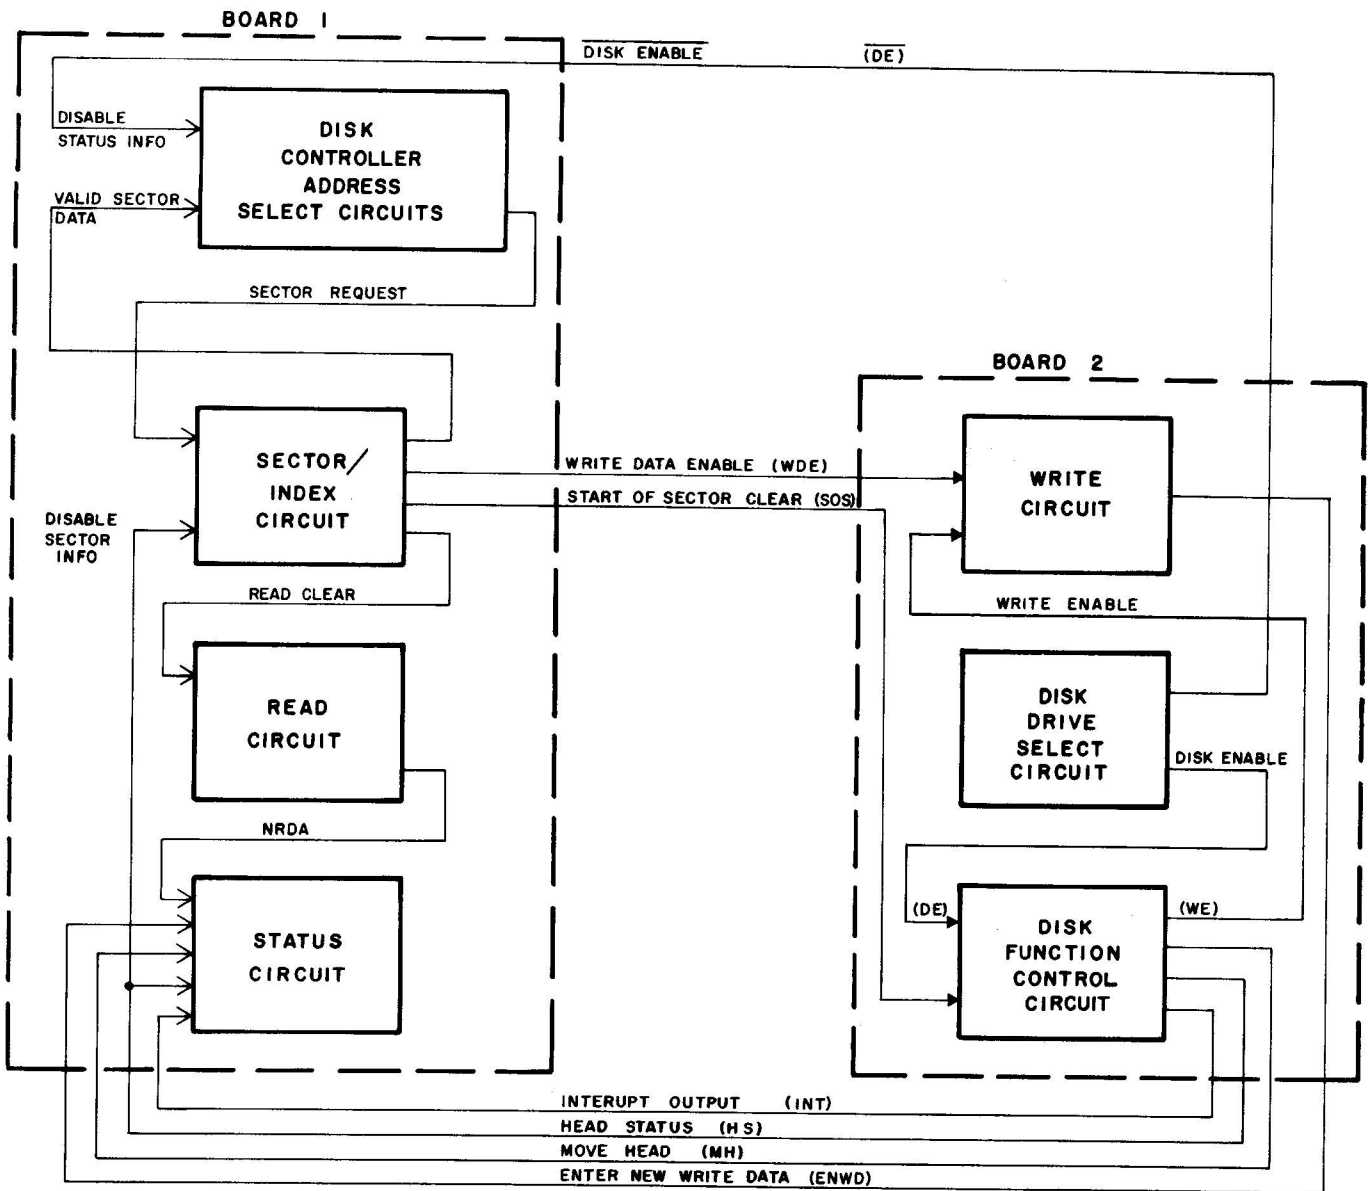 BOARD 1
DISK ENABLE (DE)
DISABLE
STATUS INFO
DISK
CONTROLLER
ADDRESS
SELECT CIRCUITS
VALID SECTOR
DATA
SECTOR REQUEST
BOARD 2
SECTOR/
INDEX
CIRCUIT
WRITE DATA ENABLE (WDE)
START OF SECTOR CLEAR (SOS)
WRITE
CIRCUIT
DISABLE
SECTOR
INFO
READ CLEAR
WRITE ENABLE
READ
CIRCUIT
DISK
DRIVE
SELECT
CIRCUIT
DISK ENABLE
NRDA
STATUS
CIRCUIT
(DE)
DISK
FUNCTION
CONTROL
CIRCUIT
(WE)
INTERUPT OUTPUT (INT)
HEAD STATUS (HS)
MOVE HEAD (MH)
ENTER NEW WRITE DATA (ENWD)